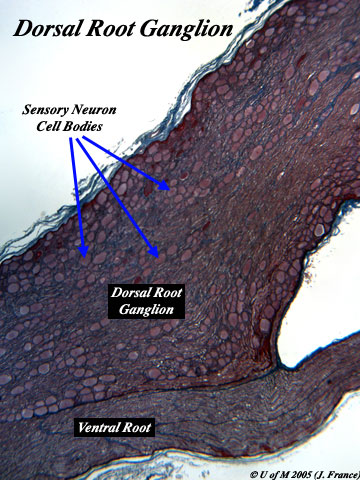 Dorsal Root Ganglion
Sensory Neuron
Cell Bodies
Dorsal Root
Ganglion
Ventral Root
© U of M 2005 (J. France)